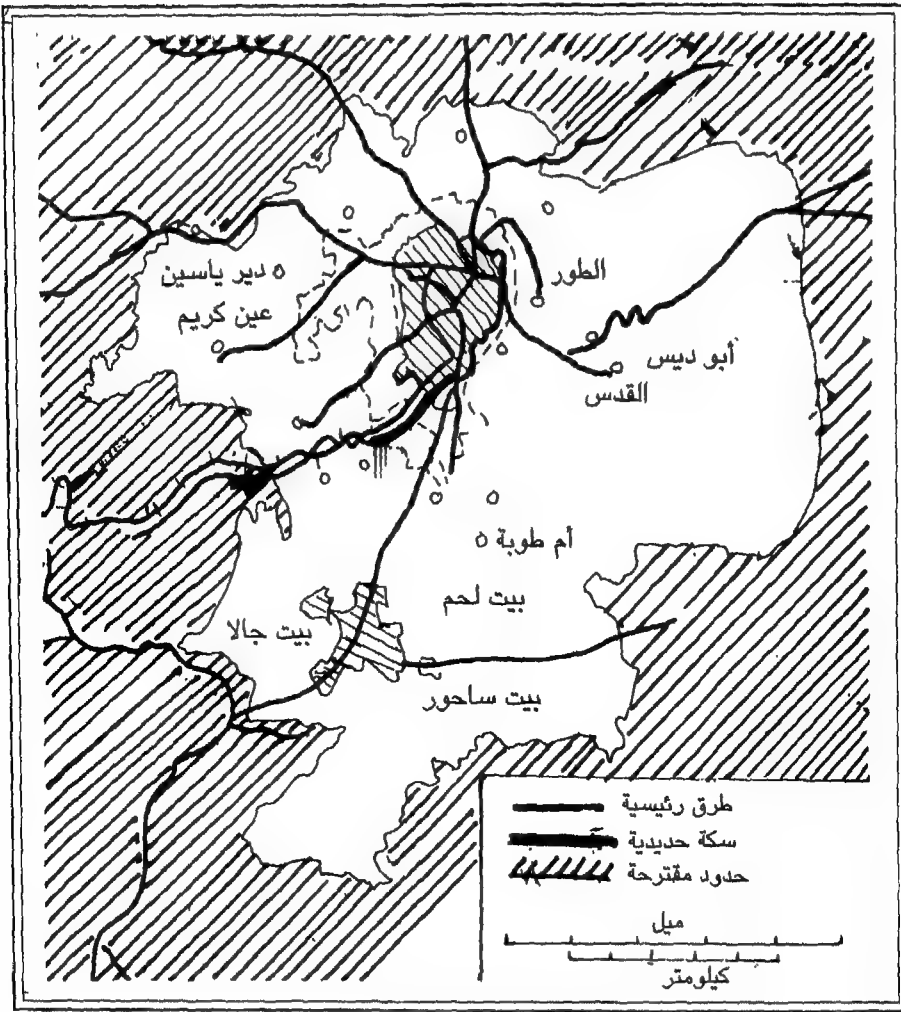 الطور
دير ياسين
عين كريم
أبو ديس
القدس
أم طوبة
بيت لحم
بيت جالا
بيت ساحور
طرق رئيسية
سكة حديدية
حدود مقترحة
ميل
كيلومتر